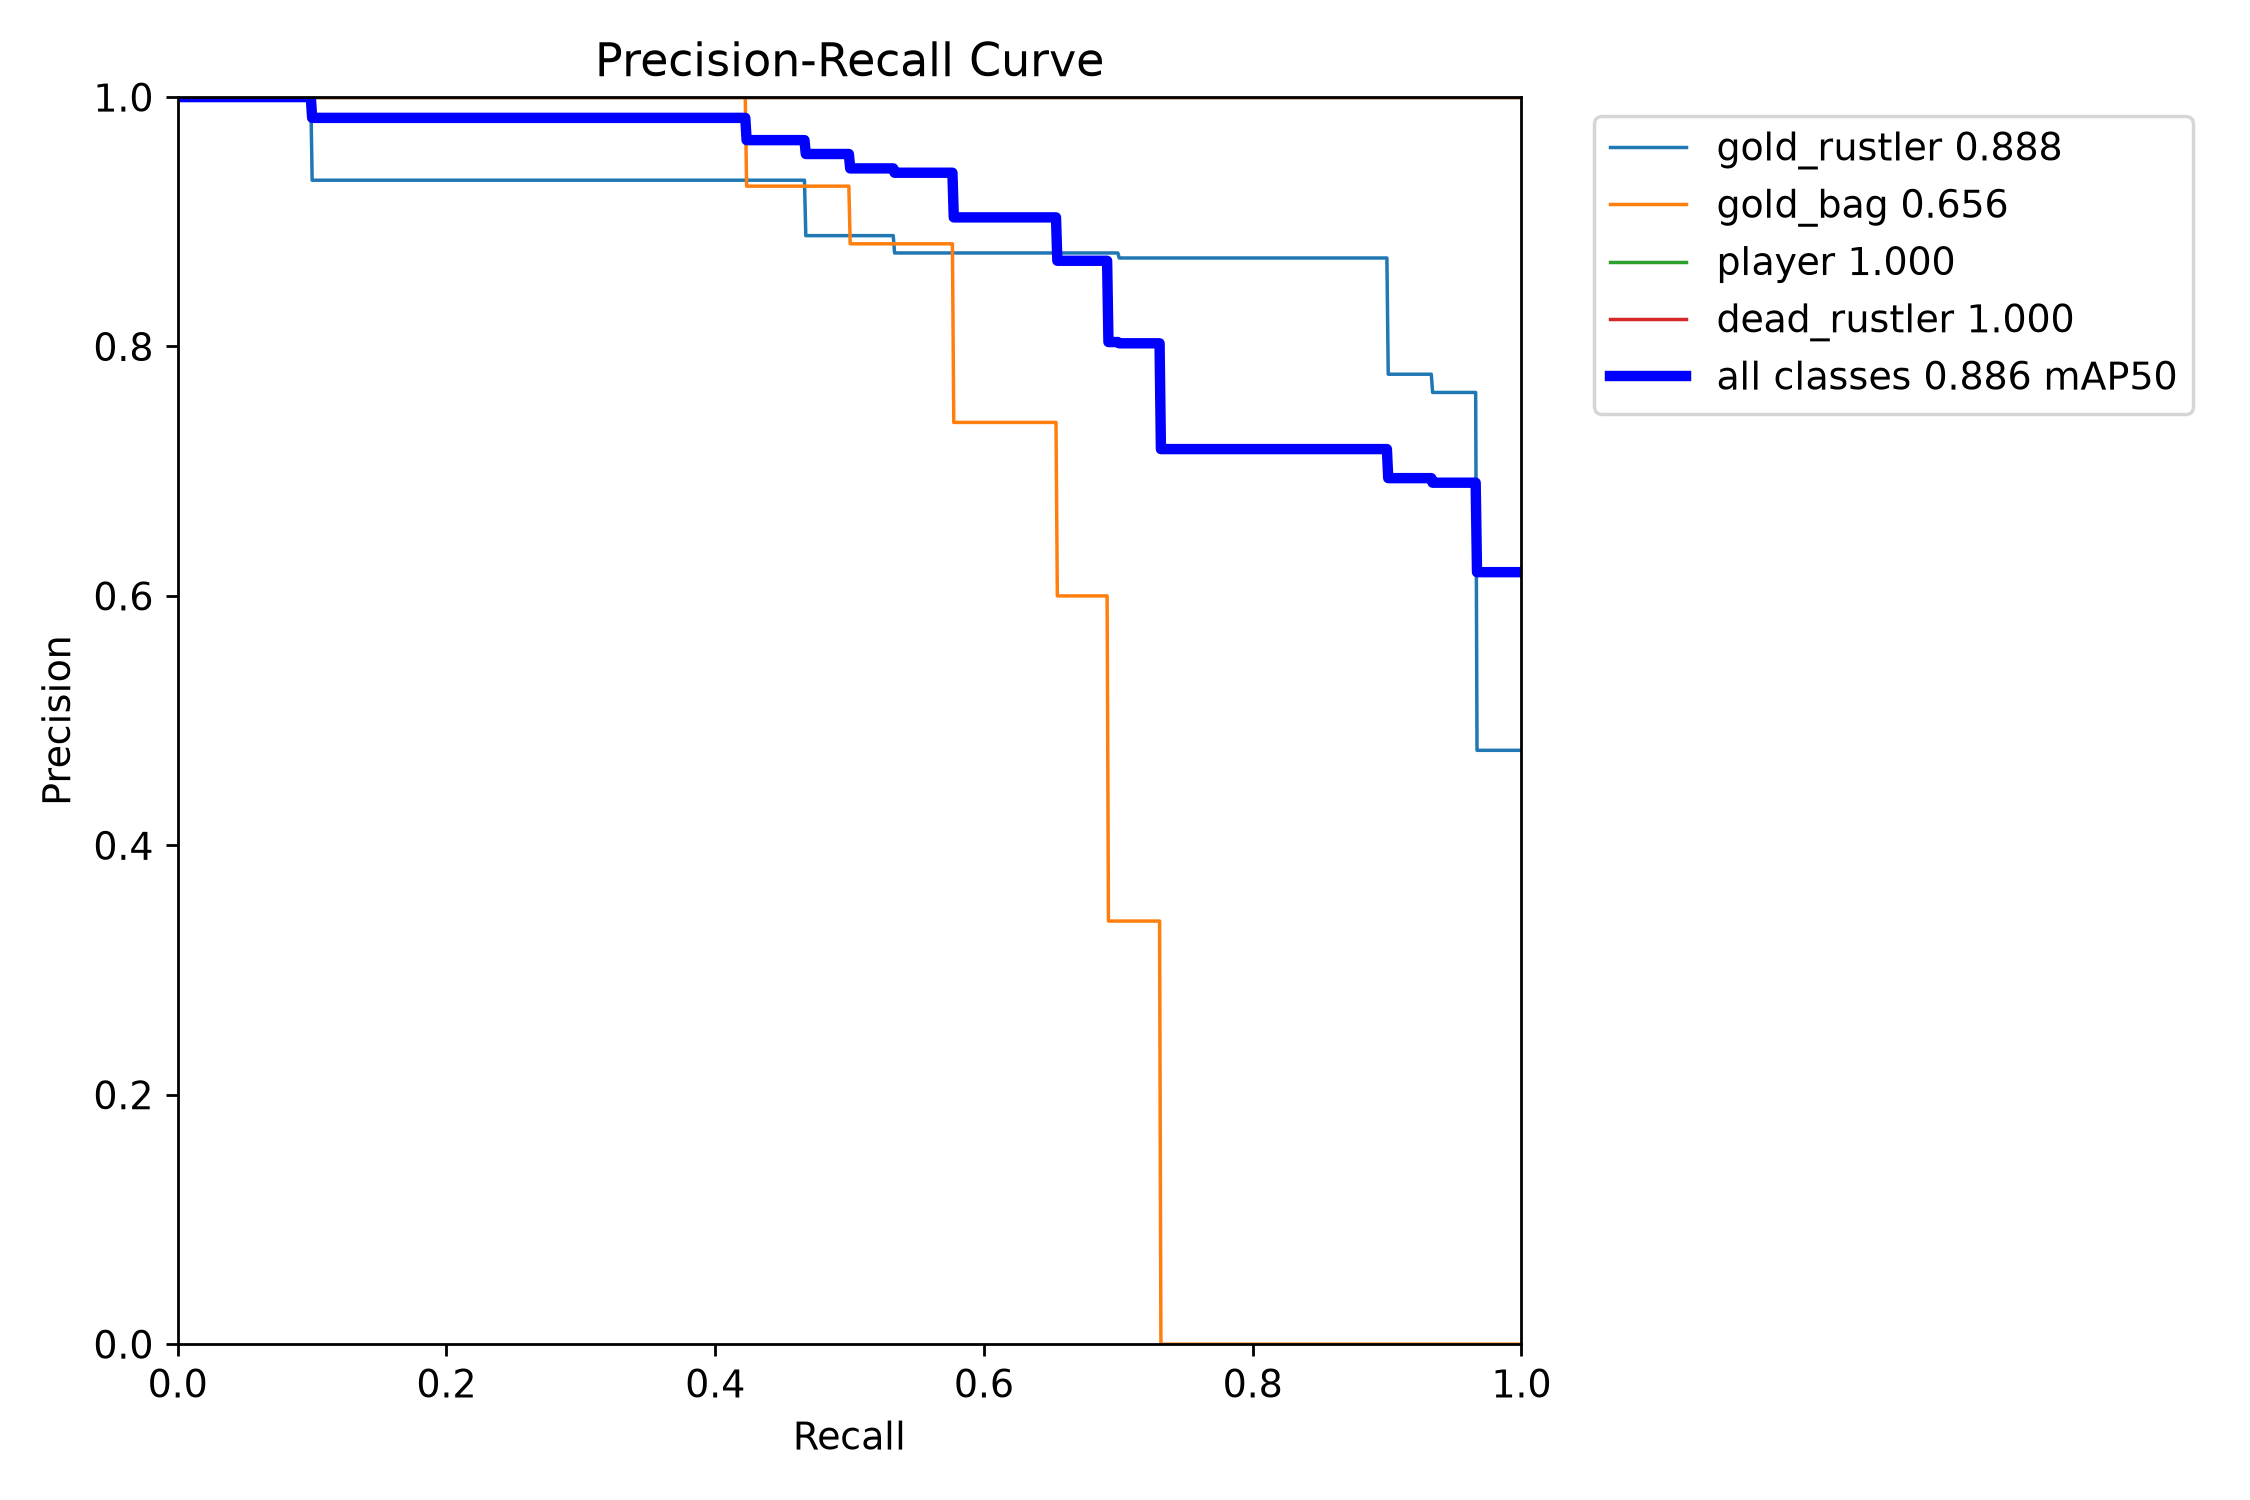 Precision-Recall Curve
1.0
0.8
0.6
0.4
0.2
0.0
Precision
0.0 0.2 0.4 0.6 0.8 1.0
Recall
gold_rustler 0.888
gold_bag 0.656
player 1.000
dead_rustler 1.000
all classes 0.886 mAP50